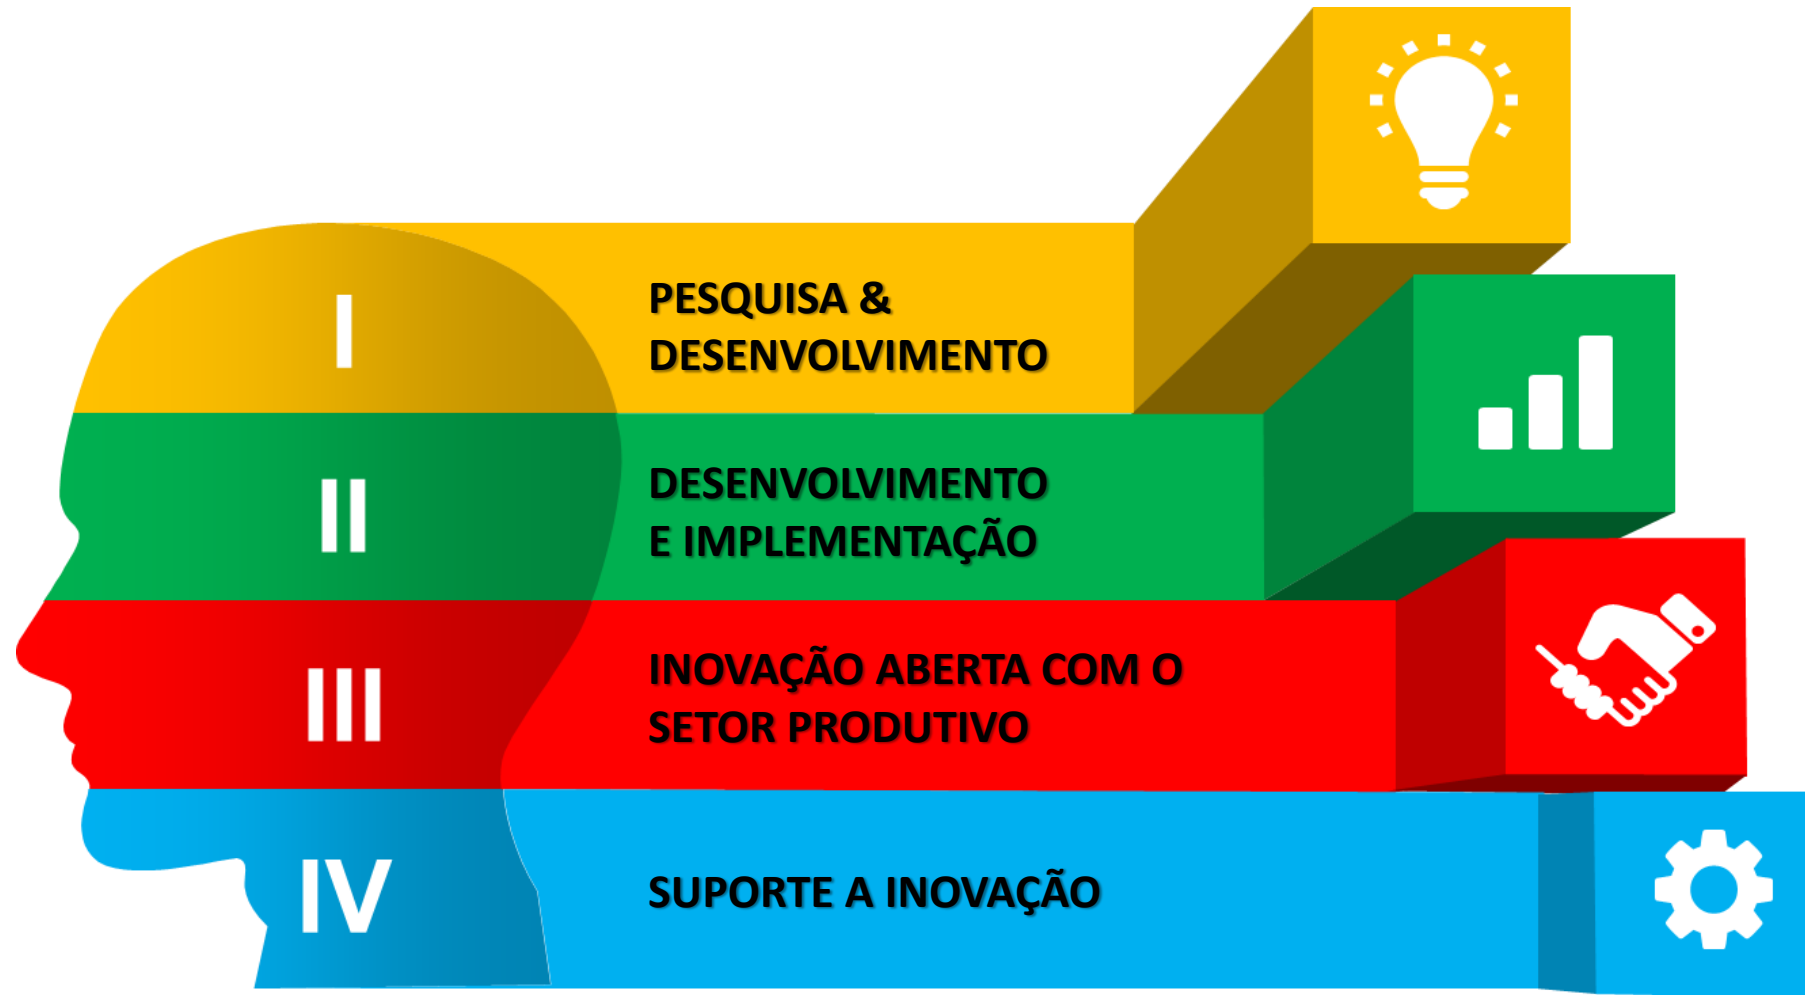 I
PESQUISA &
DESENVOLVIMENTO
II
DESENVOLVIMENTO
E IMPLEMENTAÇÃO
III
INOVAÇÃO ABERTA COM O
SETOR PRODUTIVO
IV
SUPORTE A INOVAÇÃO